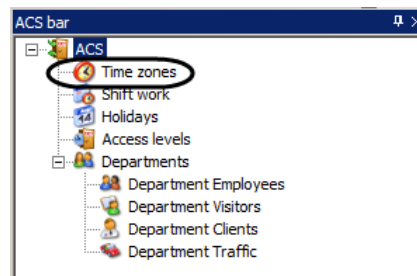 ACS bar
ACS
Time zones
Shift work
Holidays
Access levels
Departments
Department Employees
Department Visitors
Department Clients
Department Traffic